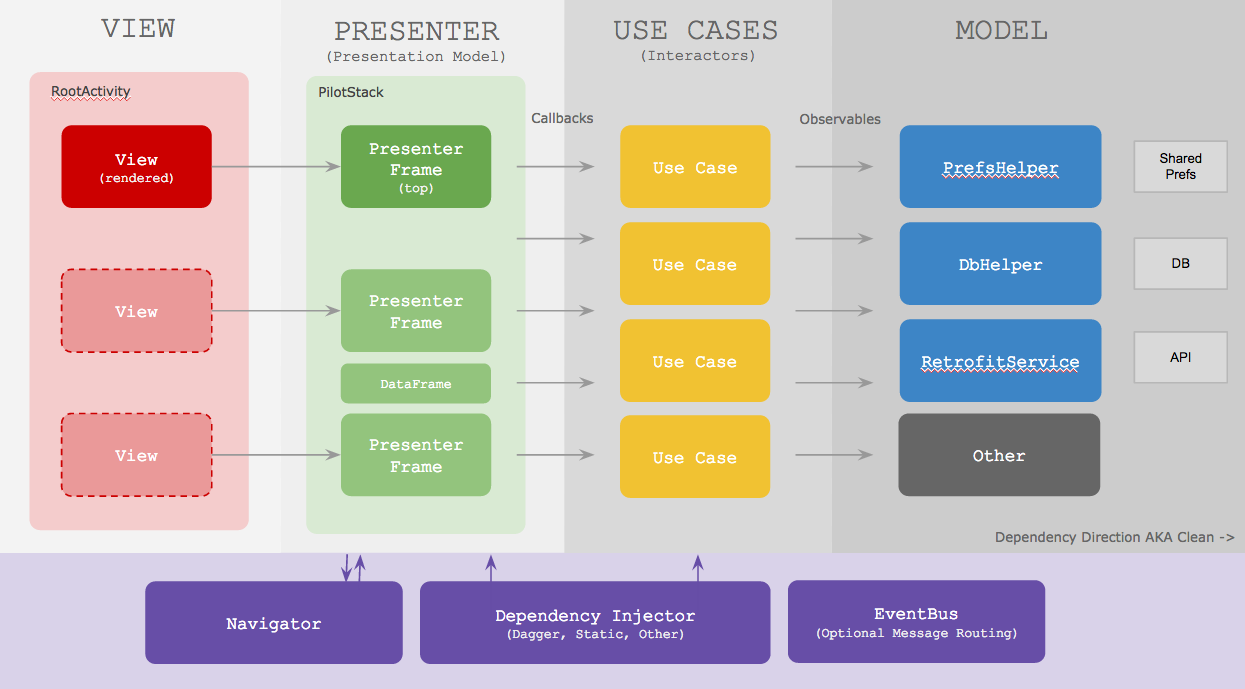 VIEW
PRESENTER
(Presentation Model)
USE CASES
(Interactors)
MODEL
RootActivity
PilotStack
Callbacks
Observables
View
(rendered)
Presenter
Frame
(top)
Use Case
PrefsHelper
Shared
Prefs
Use Case
DbHelper
DB
View
Presenter
Frame
Use Case
RetrofitService
API
DataFrame
View
Presenter
Frame
Use Case
Other
Dependency Direction AKA Clean ->
Navigator
Dependency Injector
(Dagger, Static, Other)
EventBus
(Optional Message Routing)